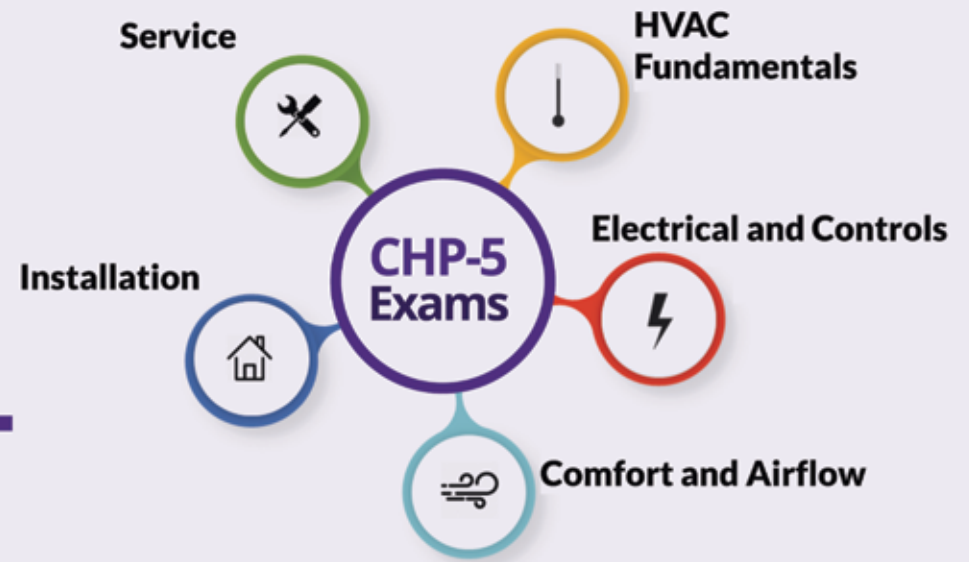 Service
HVAC
Fundamentals
Electrical and Controls
CHP-5
Exams
Installation
Comfort and Airflow